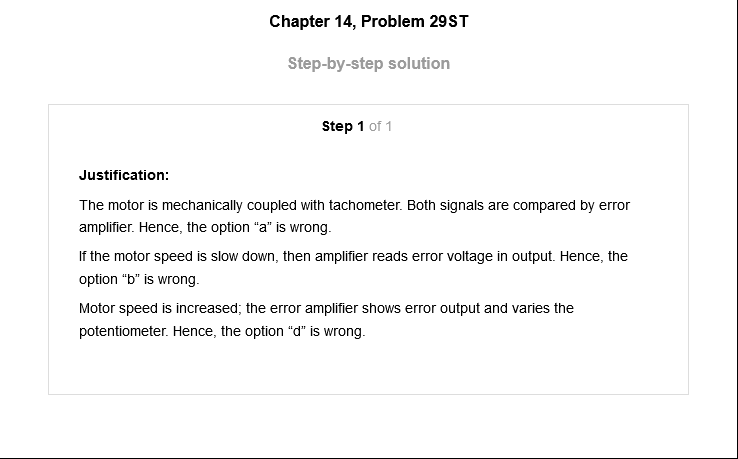 Chapter 14, Problem 29ST
Step-by-step solution
Step 1 of 1
Justification:
The motor is mechanically coupled with tachometer. Both signals are compared by error
amplifier. Hence, the option “a” is wrong.
If the motor speed is slow down, then amplifier reads error voltage in output. Hence, the
option “b” is wrong.
Motor speed is increased; the error amplifier shows error output and varies the
potentiometer. Hence, the option “d” is wrong.